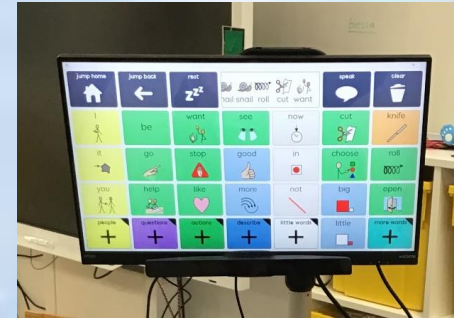 jump home jump back rest speak clear
zzz
nail snail roll cut want
I be want see now cut knife
it go stop good in choose roll
you help like more not big open
people questions actions describe little words little more words